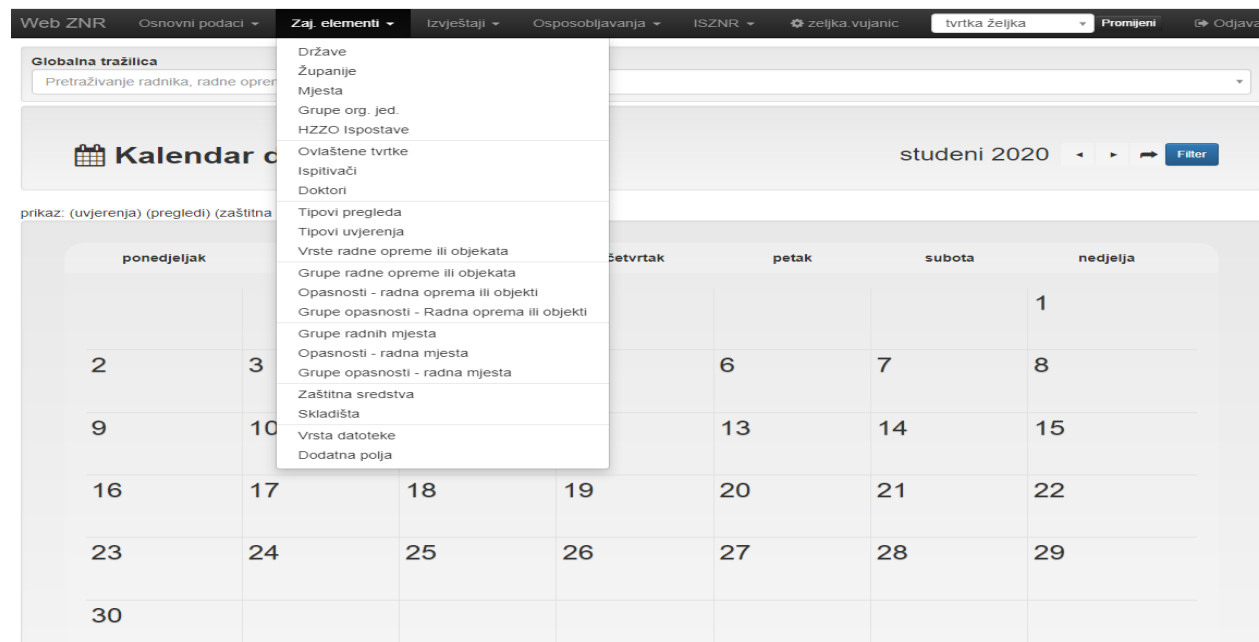 Web ZNR Osnovni podaci Zaj. elementi Izvještaji Osposobljavanja ISZNR zeljka.vujanic tvrtka željka Promijeni Odjava
Globalna tražilica
Pretraživanje radnika, radne oprem
Države
Županije
Mjesta
Grupe org. jed.
HZZO Ispostave
Ovlaštene tvrtke
Ispitivači
Doktori
Tipovi pregleda
Tipovi uvjerenja
Vrste radne opreme ili objekata
Grupe radne opreme ili objekata
Opasnosti - radna oprema ili objekti
Grupe opasnosti - Radna oprema ili objekti
Grupe radnih mjesta
Opasnosti - radna mjesta
Grupe opasnosti - radna mjesta
Zaštitna sredstva
Skladišta
Vrsta datoteke
Dodatna polja
Kalendar d studeni 2020 Filter
prikaz: (uvjerenja) (pregledi) (zaštitna
ponedjeljak četvrtak petak subota nedjelja
1
2 3 6 7 8
9 10 13 14 15
16 17 18 19 20 21 22
23 24 25 26 27 28 29
30